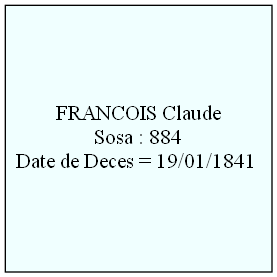 FRANCOIS Claude
Sosa : 884
Date de Deces = 19/01/1841